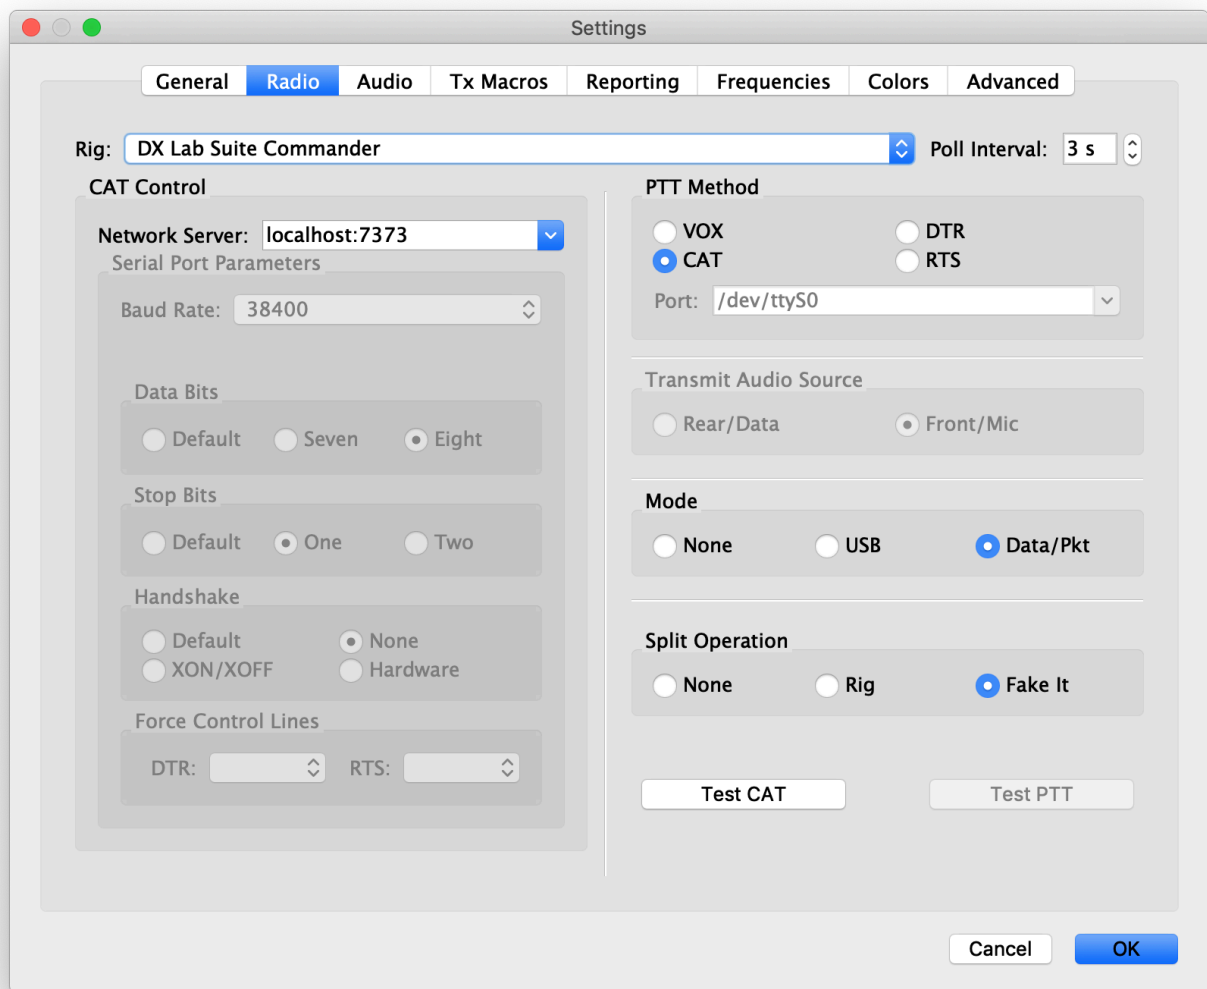 Settings
General Radio Audio Tx Macros Reporting Frequencies Colors Advanced
Rig: DX Lab Suite Commander Poll Interval: 3 s
CAT Control
Network Server: localhost:7373
Serial Port Parameters
Baud Rate: 38400
Data Bits
Default Seven Eight
Stop Bits
Default One Two
Handshake
Default None
XON/XOFF Hardware
Force Control Lines
DTR: RTS:
PTT Method
VOX DTR
CAT RTS
Port: /dev/ttyS0
Transmit Audio Source
Rear/Data Front/Mic
Mode
None USB Data/Pkt
Split Operation
None Rig Fake It
Test CAT Test PTT
Cancel OK